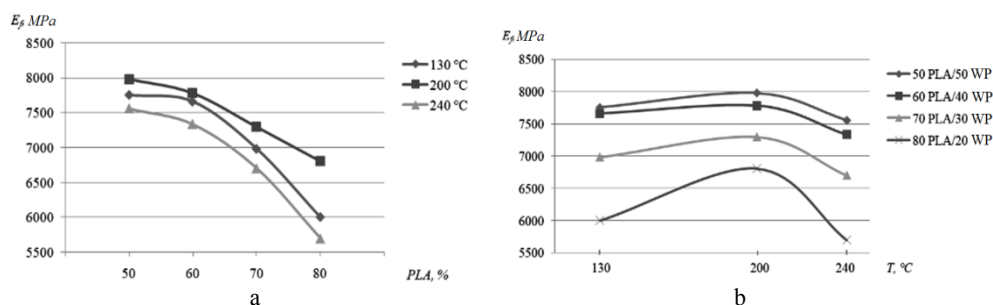 E_f, MPa
8500
8000
7500
7000
6500
6000
5500
50 60 70 80
PLA, %
130 °C
200 °C
240 °C
a
E_f, MPa
8500
8000
7500
7000
6500
6000
5500
130 200 240
T, °C
50 PLA/50 WP
60 PLA/40 WP
70 PLA/30 WP
80 PLA/20 WP
b